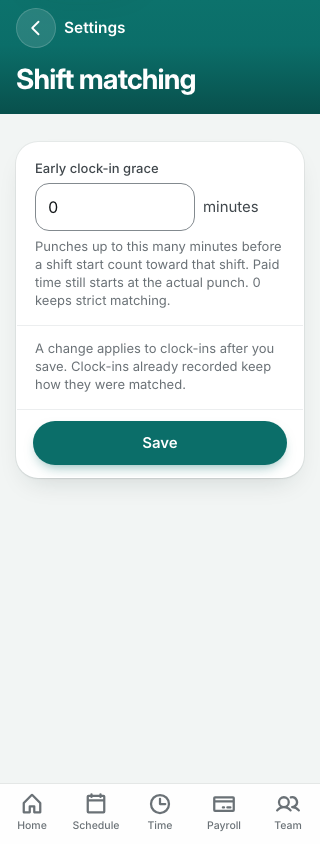 Settings
Shift matching
Early clock-in grace
0 minutes
Punches up to this many minutes before
a shift start count toward that shift. Paid
time still starts at the actual punch. 0
keeps strict matching.
A change applies to clock-ins after you
save. Clock-ins already recorded keep
how they were matched.
Save
Home Schedule Time Payroll Team